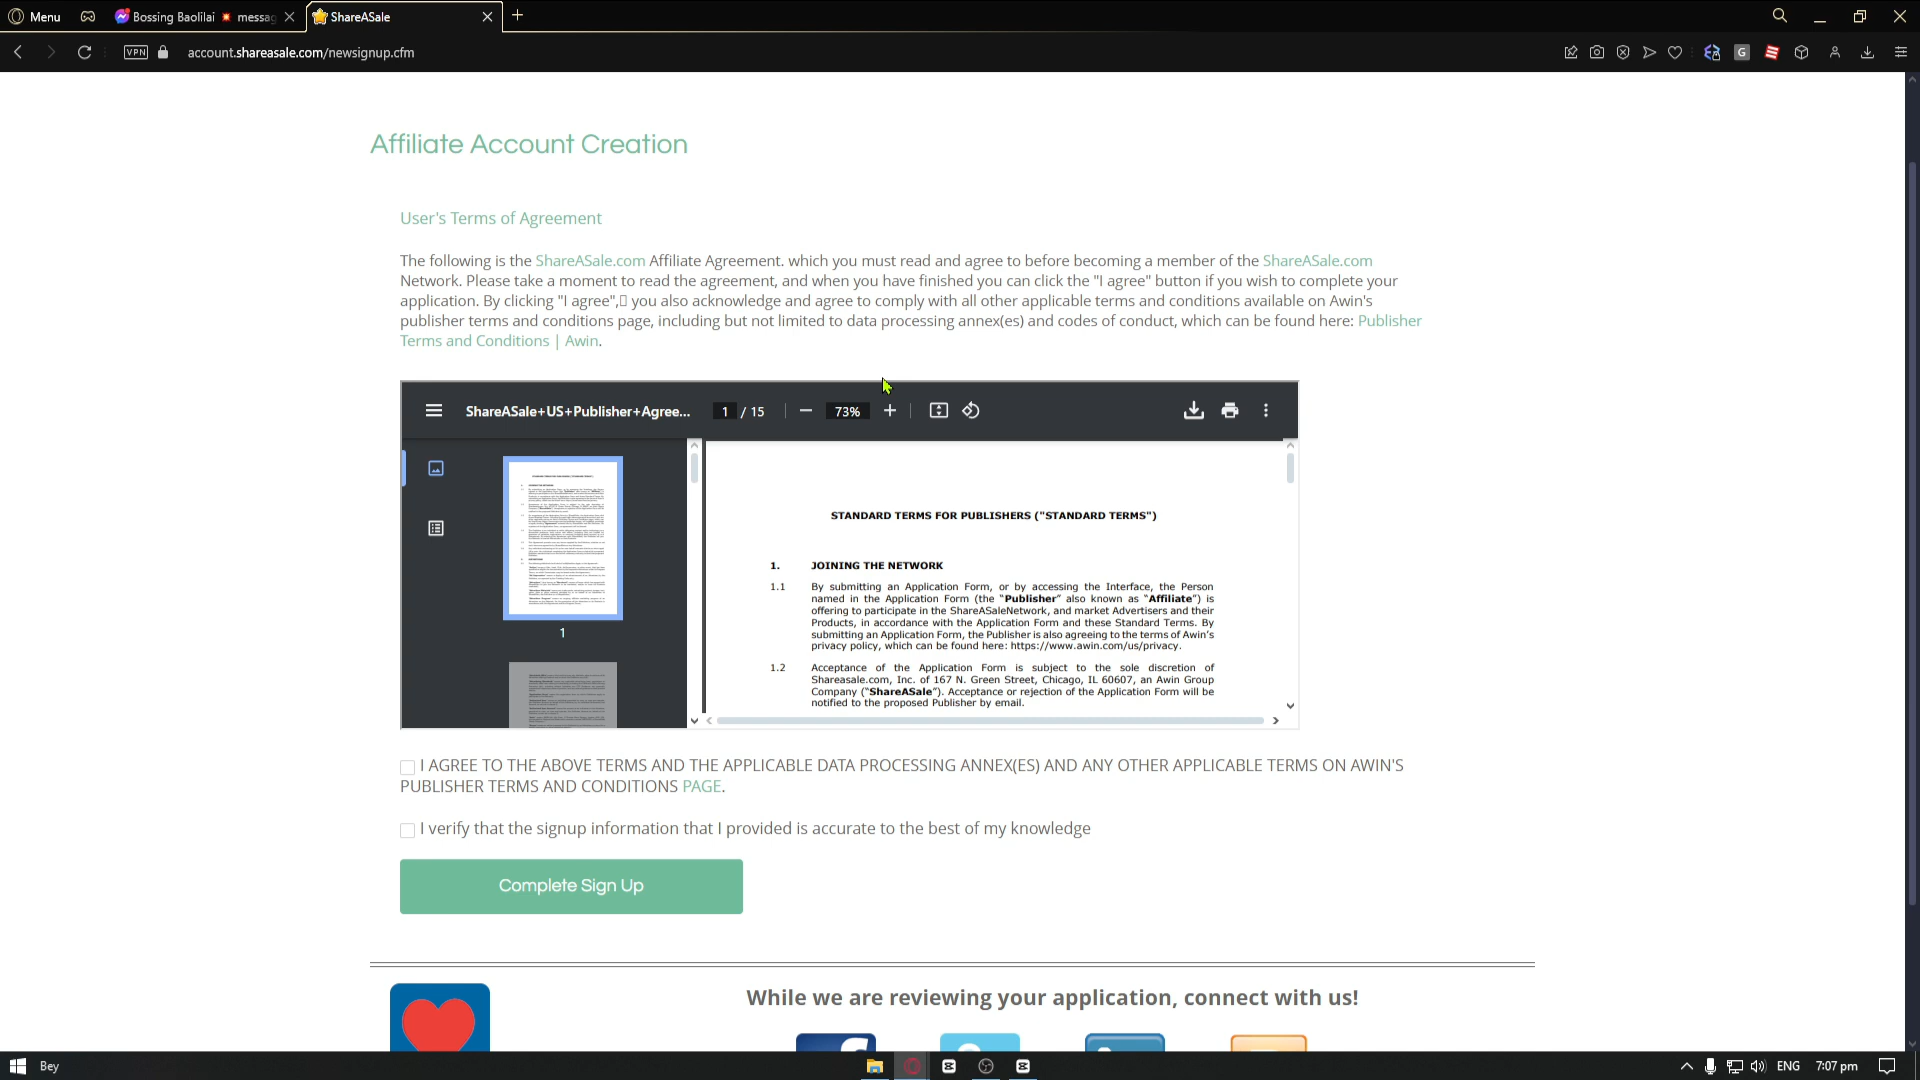 Menu
Bossing Baolilai
messag
ShareASale
VPN
account.shareasale.com/newsignup.cfm
Affiliate Account Creation
User's Terms of Agreement
The following is the ShareASale.com Affiliate Agreement. which you must read and agree to before becoming a member of the ShareASale.com
Network. Please take a moment to read the agreement, and when you have finished you can click the "I agree" button if you wish to complete your
application. By clicking "I agree", you also acknowledge and agree to comply with all other applicable terms and conditions available on Awin's
publisher terms and conditions page, including but not limited to data processing annex(es) and codes of conduct, which can be found here: Publisher
Terms and Conditions | Awin.
ShareASale+US+Publisher+Agree...
1 / 15
73%
1
STANDARD TERMS FOR PUBLISHERS ("STANDARD TERMS")
1. JOINING THE NETWORK
1.1 By submitting an Application Form, or by accessing the Interface, the Person
named in the Application Form (the "Publisher" also known as "Affiliate") is
offering to participate in the ShareASaleNetwork, and market Advertisers and their
Products, in accordance with the Application Form and these Standard Terms. By
submitting an Application Form, the Publisher is also agreeing to the terms of Awin's
privacy policy, which can be found here: https://www.awin.com/us/privacy.
1.2 Acceptance of the Application Form is subject to the sole discretion of
Shareasale.com, Inc. of 167 N. Green Street, Chicago, IL 60607, an Awin Group
Company ("ShareASale"). Acceptance or rejection of the Application Form will be
notified to the proposed Publisher by email.
I AGREE TO THE ABOVE TERMS AND THE APPLICABLE DATA PROCESSING ANNEX(ES) AND ANY OTHER APPLICABLE TERMS ON AWIN'S
PUBLISHER TERMS AND CONDITIONS PAGE.
I verify that the signup information that I provided is accurate to the best of my knowledge
Complete Sign Up
While we are reviewing your application, connect with us!
Bey
ENG
7:07 pm